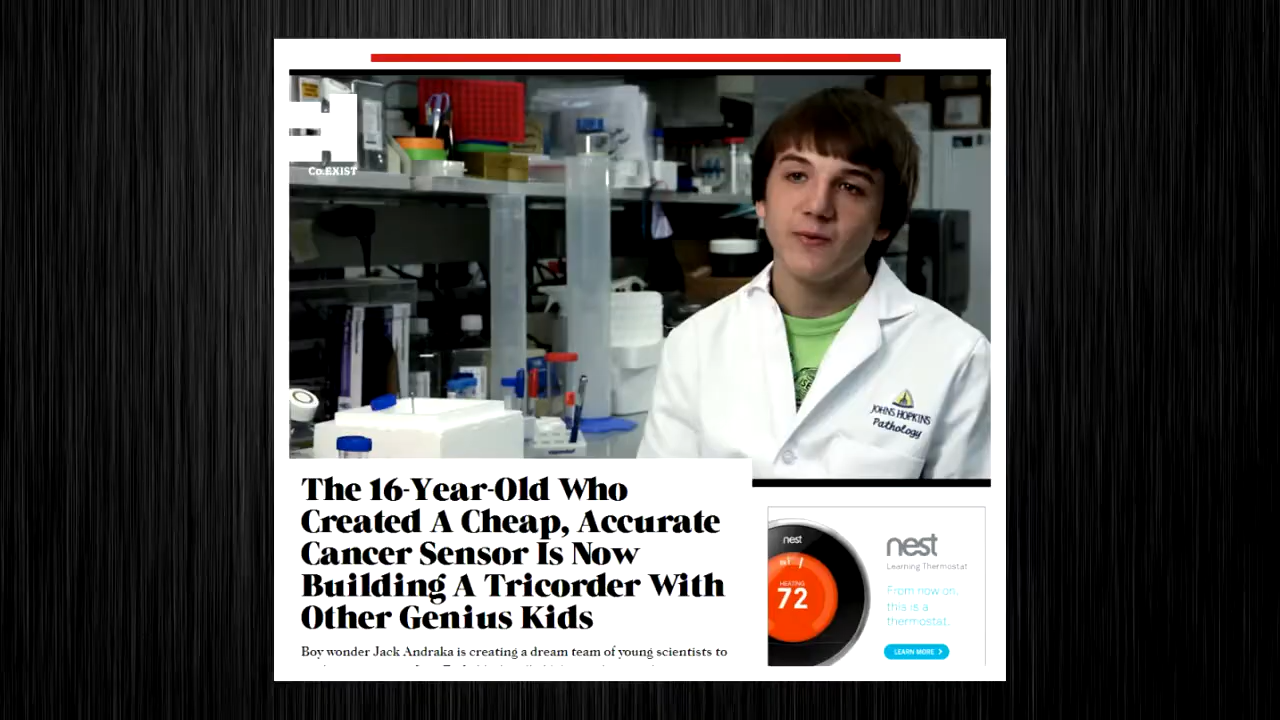 Co.EXIST
JOHNS HOPKINS
Pathology
The 16-Year-Old Who
Created A Cheap, Accurate
Cancer Sensor Is Now
Building A Tricorder With
Other Genius Kids
Boy wonder Jack Andraka is creating a dream team of young scientists to
nest
HEATING
72
nest
Learning Thermostat
From now on,
this is a
thermostat.
LEARN MORE